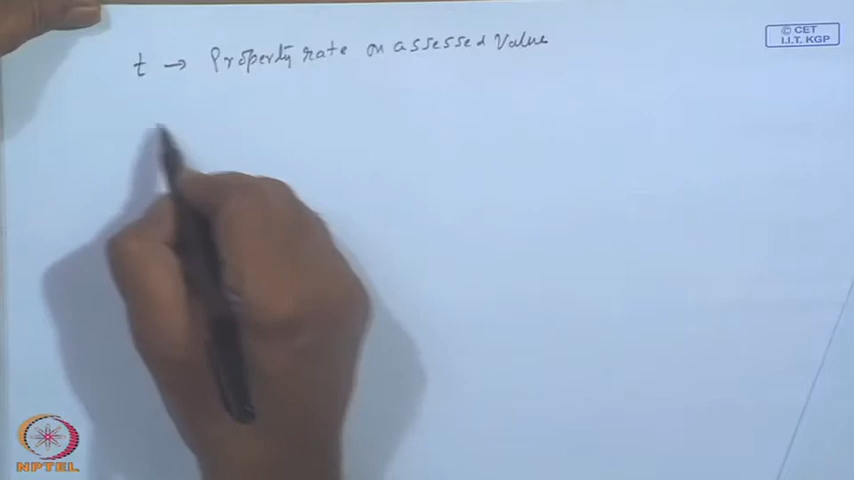 t → Property rate on assessed Value
© CET
I.I.T. KGP
NPTEL